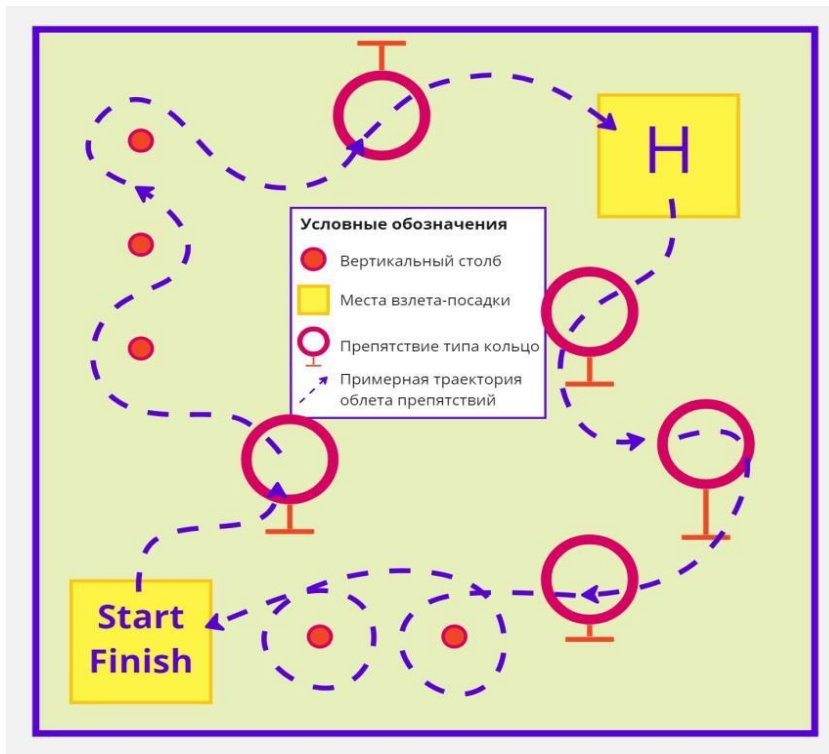 H
Условные обозначения
Вертикальный столб
Места взлета-посадки
Препятствие типа кольцо
Примерная траектория
облета препятствий
Start
Finish